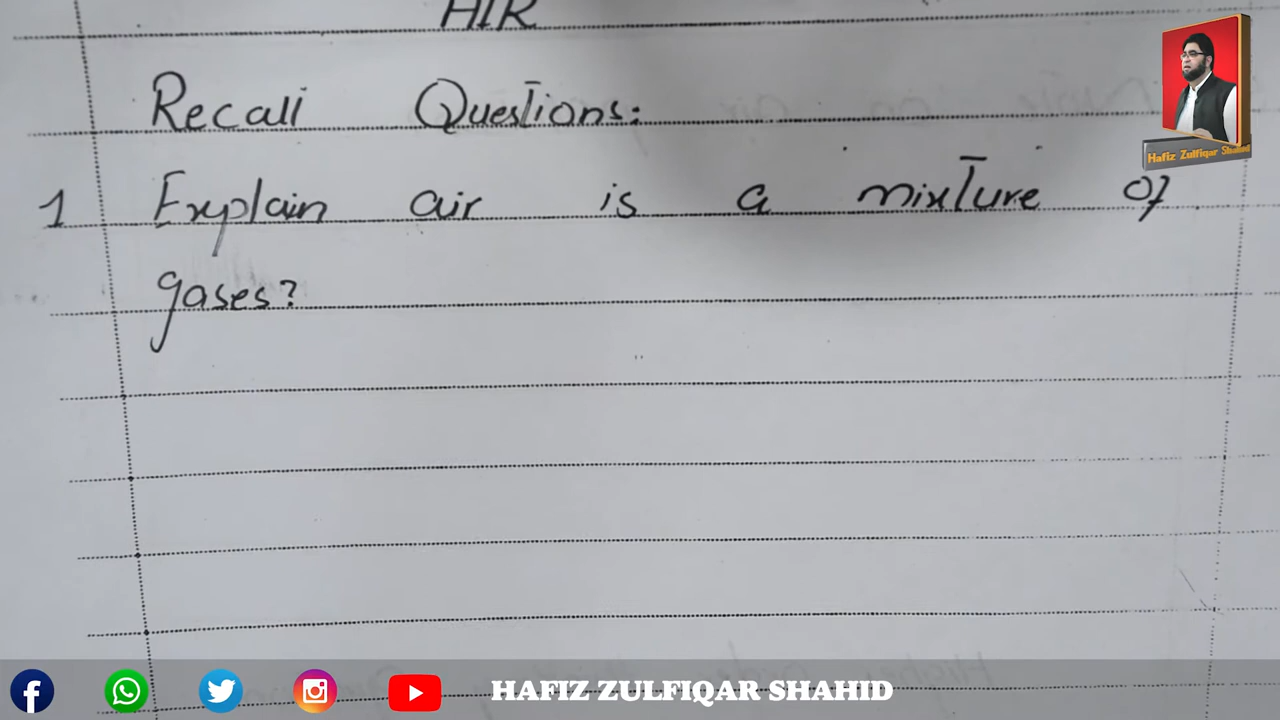 AIR
Recall Questions:
1 Explain air is a mixture of
gases?
Hafiz Zulfiqar Shahid
HAFIZ ZULFIQAR SHAHID